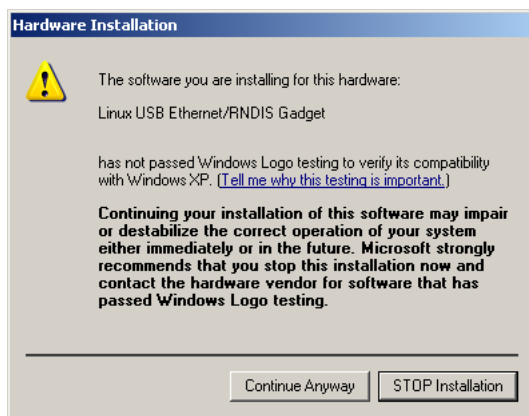 Hardware Installation
The software you are installing for this hardware:
Linux USB Ethernet/RNDIS Gadget
has not passed Windows Logo testing to verify its compatibility
with Windows XP. (Tell me why this testing is important.)
Continuing your installation of this software may impair
or destabilize the correct operation of your system
either immediately or in the future. Microsoft strongly
recommends that you stop this installation now and
contact the hardware vendor for software that has
passed Windows Logo testing.
Continue Anyway
STOP Installation